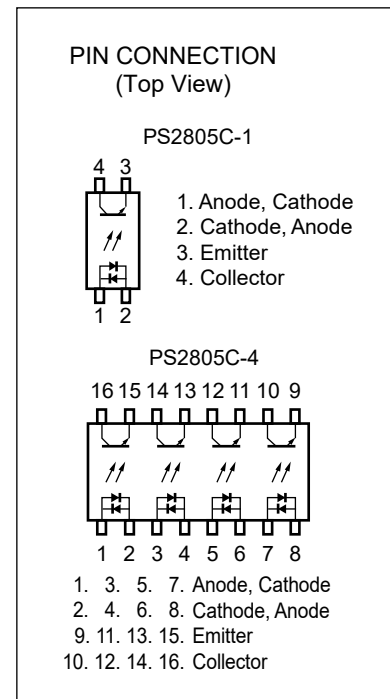 PIN CONNECTION
(Top View)
PS2805C-1
4 3
1. Anode, Cathode
2. Cathode, Anode
3. Emitter
4. Collector
1 2
PS2805C-4
16 15 14 13 12 11 10 9
1 2 3 4 5 6 7 8
1. 3. 5. 7. Anode, Cathode
2. 4. 6. 8. Cathode, Anode
9. 11. 13. 15. Emitter
10. 12. 14. 16. Collector